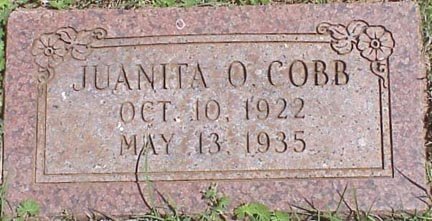 JUANITA O. COBB
OCT. 10, 1922
MAY 13, 1935